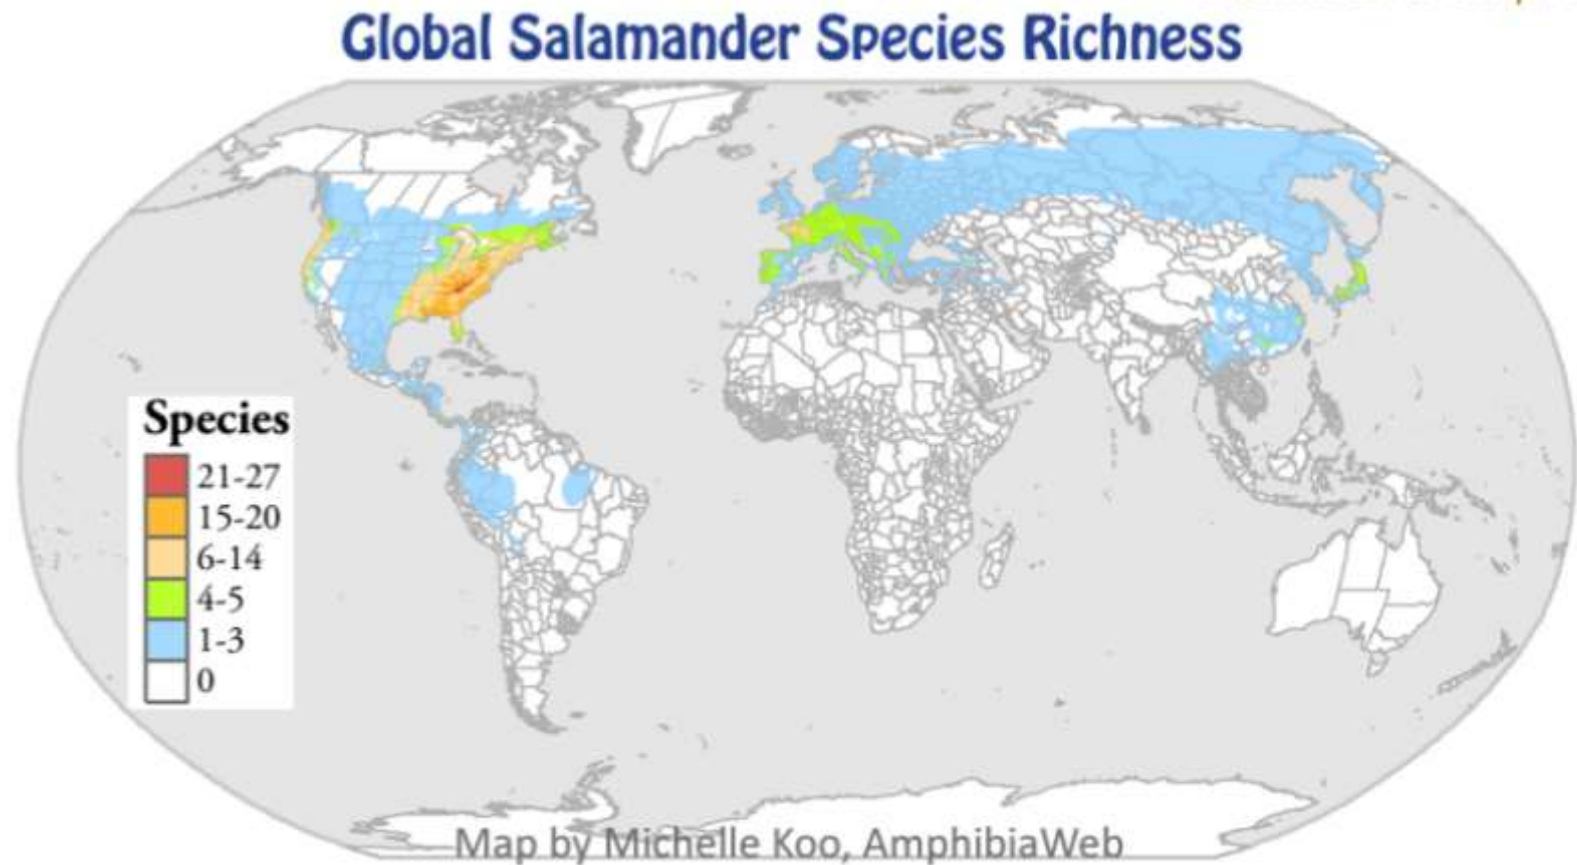 Global Salamander Species Richness
Species
21-27
15-20
6-14
4-5
1-3
0
Map by Michelle Koo, AmphibiaWeb